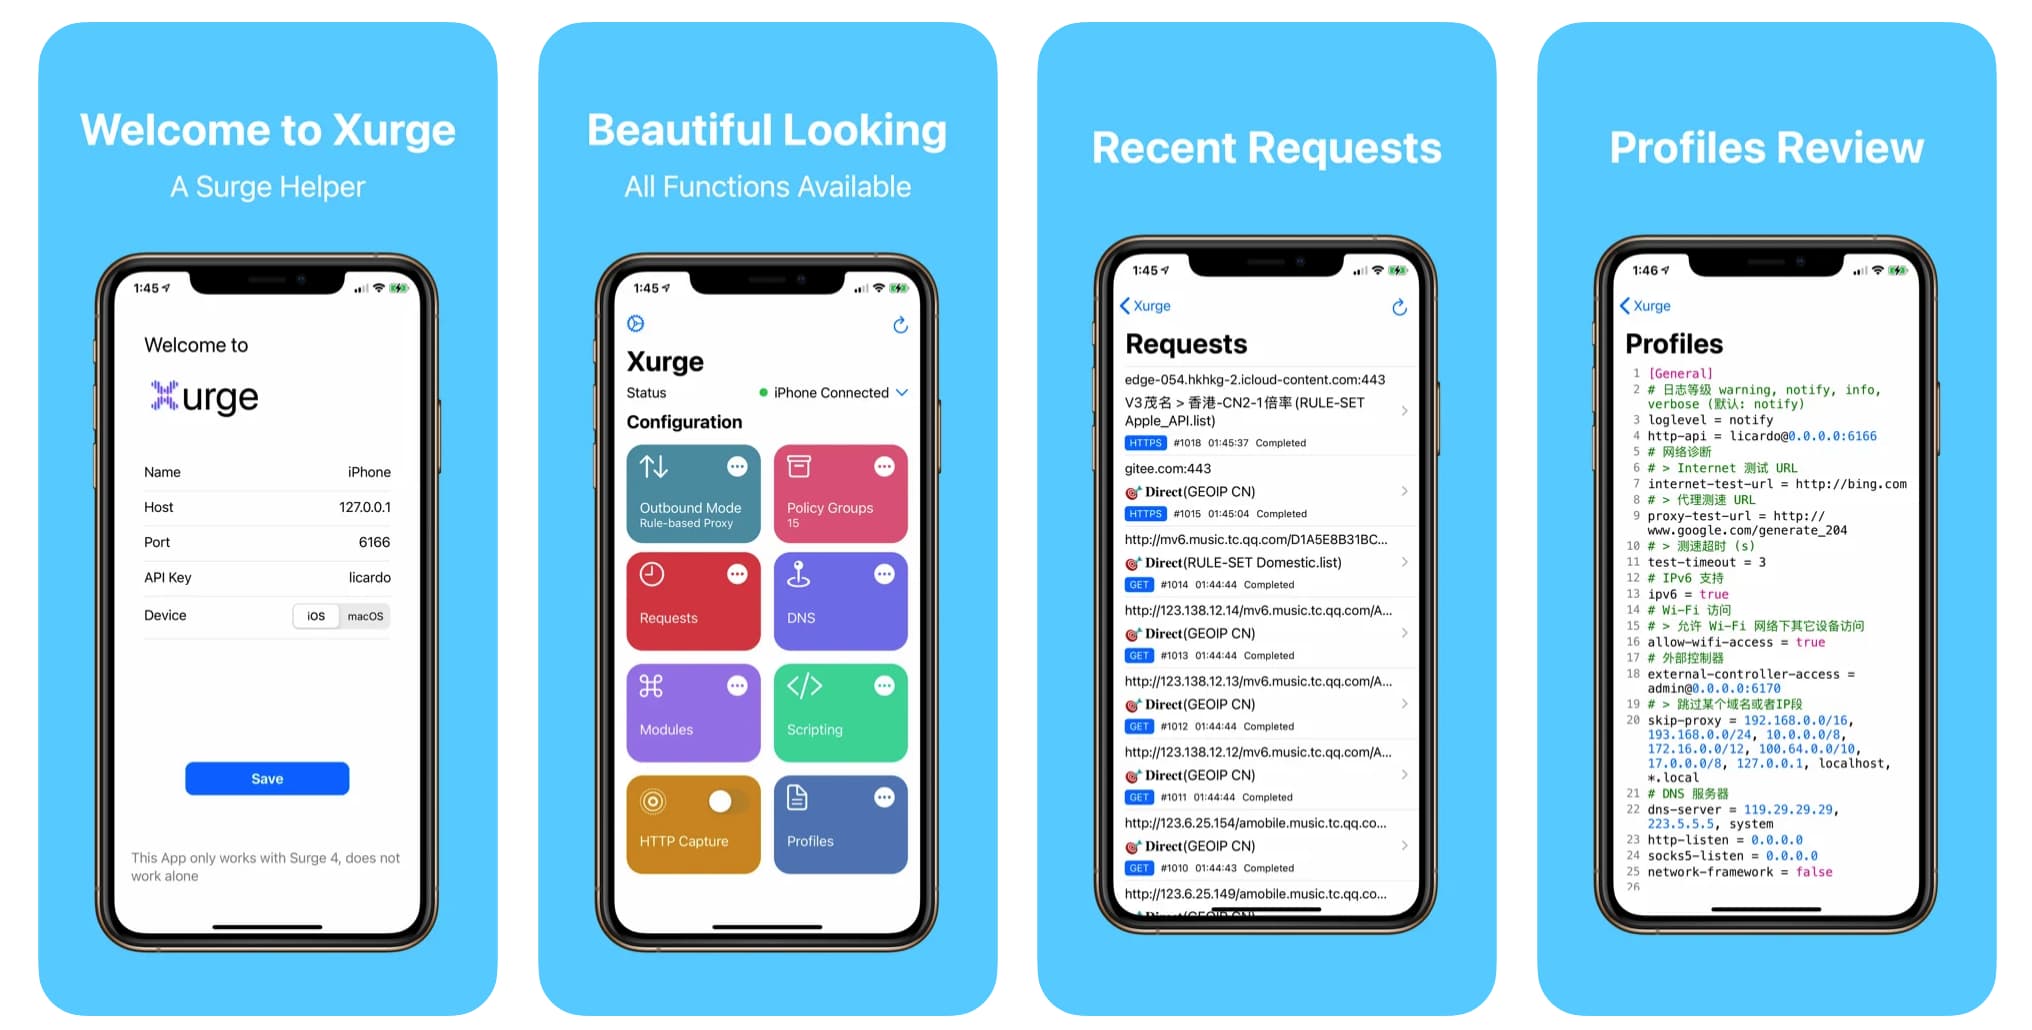 Welcome to Xurge
A Surge Helper
1:45
Welcome to
Xurge
Name iPhone
Host 127.0.0.1
Port 6166
API Key licardo
Device iOS macOS
Save
This App only works with Surge 4, does not
work alone
Beautiful Looking
All Functions Available
1:45
Xurge
Status iPhone Connected
Configuration
Outbound Mode
Rule-based Proxy
Policy Groups
15
Requests
DNS
Modules
Scripting
HTTP Capture
Profiles
Recent Requests
1:45
Xurge
Requests
edge-054.hkhkg-2.icloud-content.com:443
V3茂名 > 香港-CN2-1倍率 (RULE-SET
Apple_API.list)
HTTPS #1018 01:45:37 Completed
gitee.com:443
🎯 Direct(GEOIP CN)
HTTPS #1015 01:45:04 Completed
http://mv6.music.tc.qq.com/D1A5E8B31BC...
🎯 Direct(RULE-SET Domestic.list)
GET #1014 01:44:44 Completed
http://123.138.12.14/mv6.music.tc.qq.com/A...
🎯 Direct(GEOIP CN)
GET #1013 01:44:44 Completed
http://123.138.12.13/mv6.music.tc.qq.com/A...
🎯 Direct(GEOIP CN)
GET #1012 01:44:44 Completed
http://123.138.12.12/mv6.music.tc.qq.com/A...
🎯 Direct(GEOIP CN)
GET #1011 01:44:44 Completed
http://123.6.25.154/amobile.music.tc.qq.co...
🎯 Direct(GEOIP CN)
GET #1010 01:44:43 Completed
http://123.6.25.149/amobile.music.tc.qq.co...
🎯 Direct(GEOIP CN)
Profiles Review
1:46
Xurge
Profiles
1 [General]
2 # 日志等级 warning, notify, info,
verbose (默认: notify)
3 loglevel = notify
4 http-api = licardo@0.0.0.0:6166
5 # 网络诊断
6 # > Internet 测试 URL
7 internet-test-url = http://bing.com
8 # > 代理测速 URL
9 proxy-test-url = http://
www.google.com/generate_204
10 # > 测速超时 (s)
11 test-timeout = 3
12 # IPv6 支持
13 ipv6 = true
14 # Wi-Fi 访问
15 # > 允许 Wi-Fi 网络下其它设备访问
16 allow-wifi-access = true
17 # 外部控制器
18 external-controller-access =
admin@0.0.0.0:6170
19 # > 跳过某个域名或者IP段
20 skip-proxy = 192.168.0.0/16,
193.168.0.0/24, 10.0.0.0/8,
172.16.0.0/12, 100.64.0.0/10,
17.0.0.0/8, 127.0.0.1, localhost,
*.local
21 # DNS 服务器
22 dns-server = 119.29.29.29,
223.5.5.5, system
23 http-listen = 0.0.0.0
24 socks5-listen = 0.0.0.0
25 network-framework = false
26